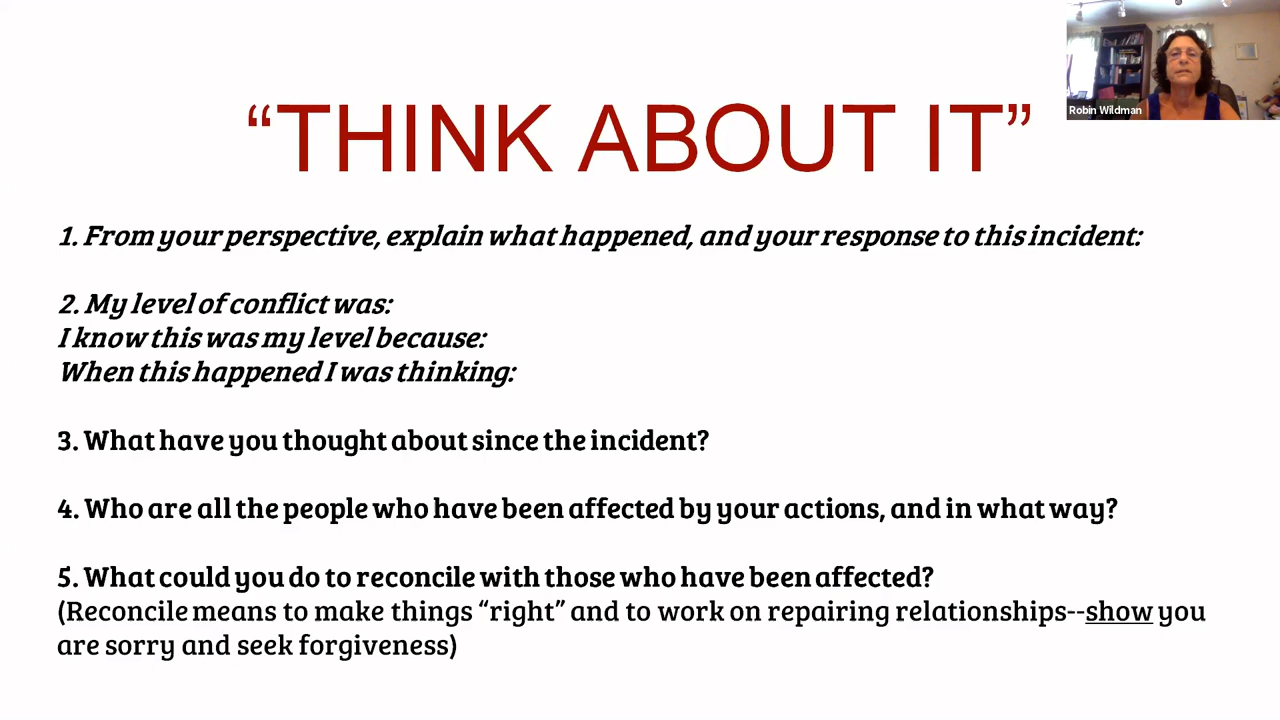 Robin Wildman
“THINK ABOUT IT”
1. From your perspective, explain what happened, and your response to this incident:
2. My level of conflict was:
I know this was my level because:
When this happened I was thinking:
3. What have you thought about since the incident?
4. Who are all the people who have been affected by your actions, and in what way?
5. What could you do to reconcile with those who have been affected?
(Reconcile means to make things “right” and to work on repairing relationships--show you
are sorry and seek forgiveness)